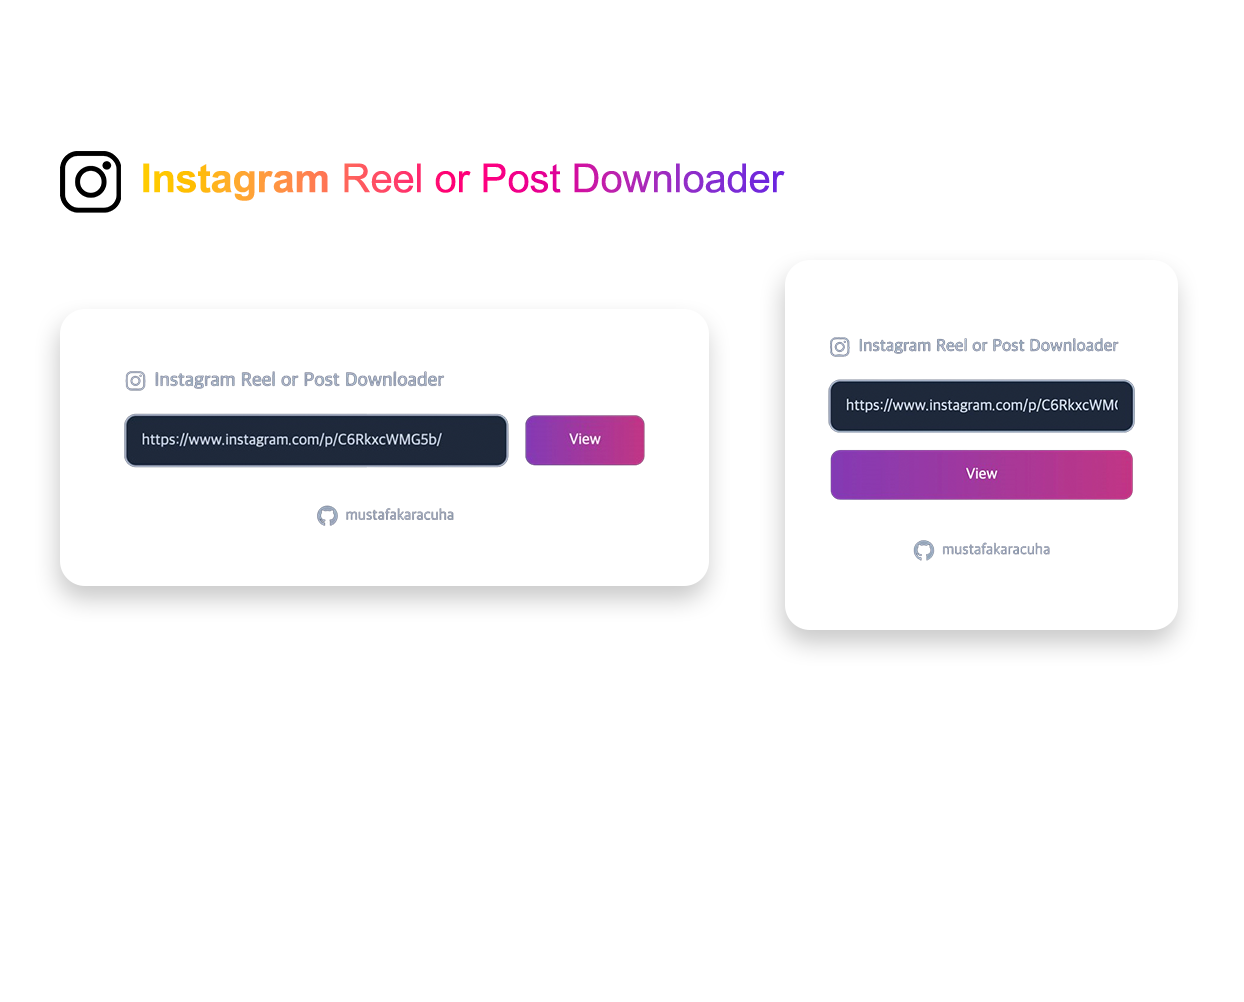 Instagram Reel or Post Downloader
Instagram Reel or Post Downloader
https://www.instagram.com/p/C6RkxcWMG5b/
View
mustafakaracuha
Instagram Reel or Post Downloader
https://www.instagram.com/p/C6RkxcWM
View
mustafakaracuha